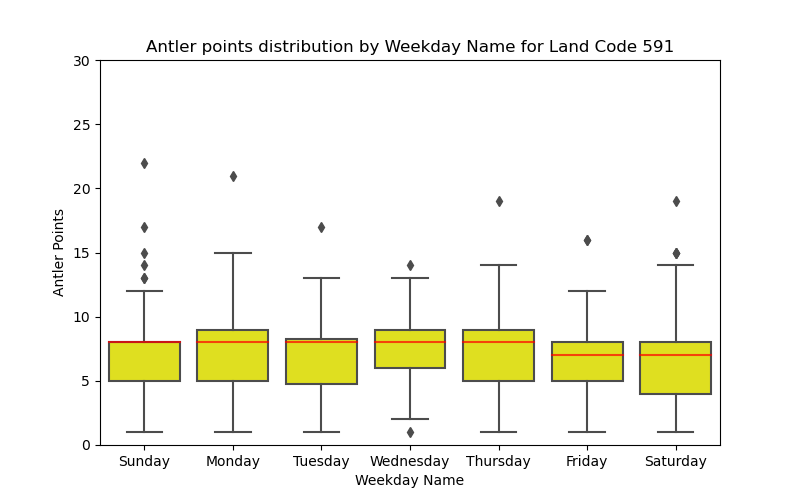 Antler points distribution by Weekday Name for Land Code 591
30
25
20
15
10
5
0
Antler Points
Sunday Monday Tuesday Wednesday Thursday Friday Saturday
Weekday Name